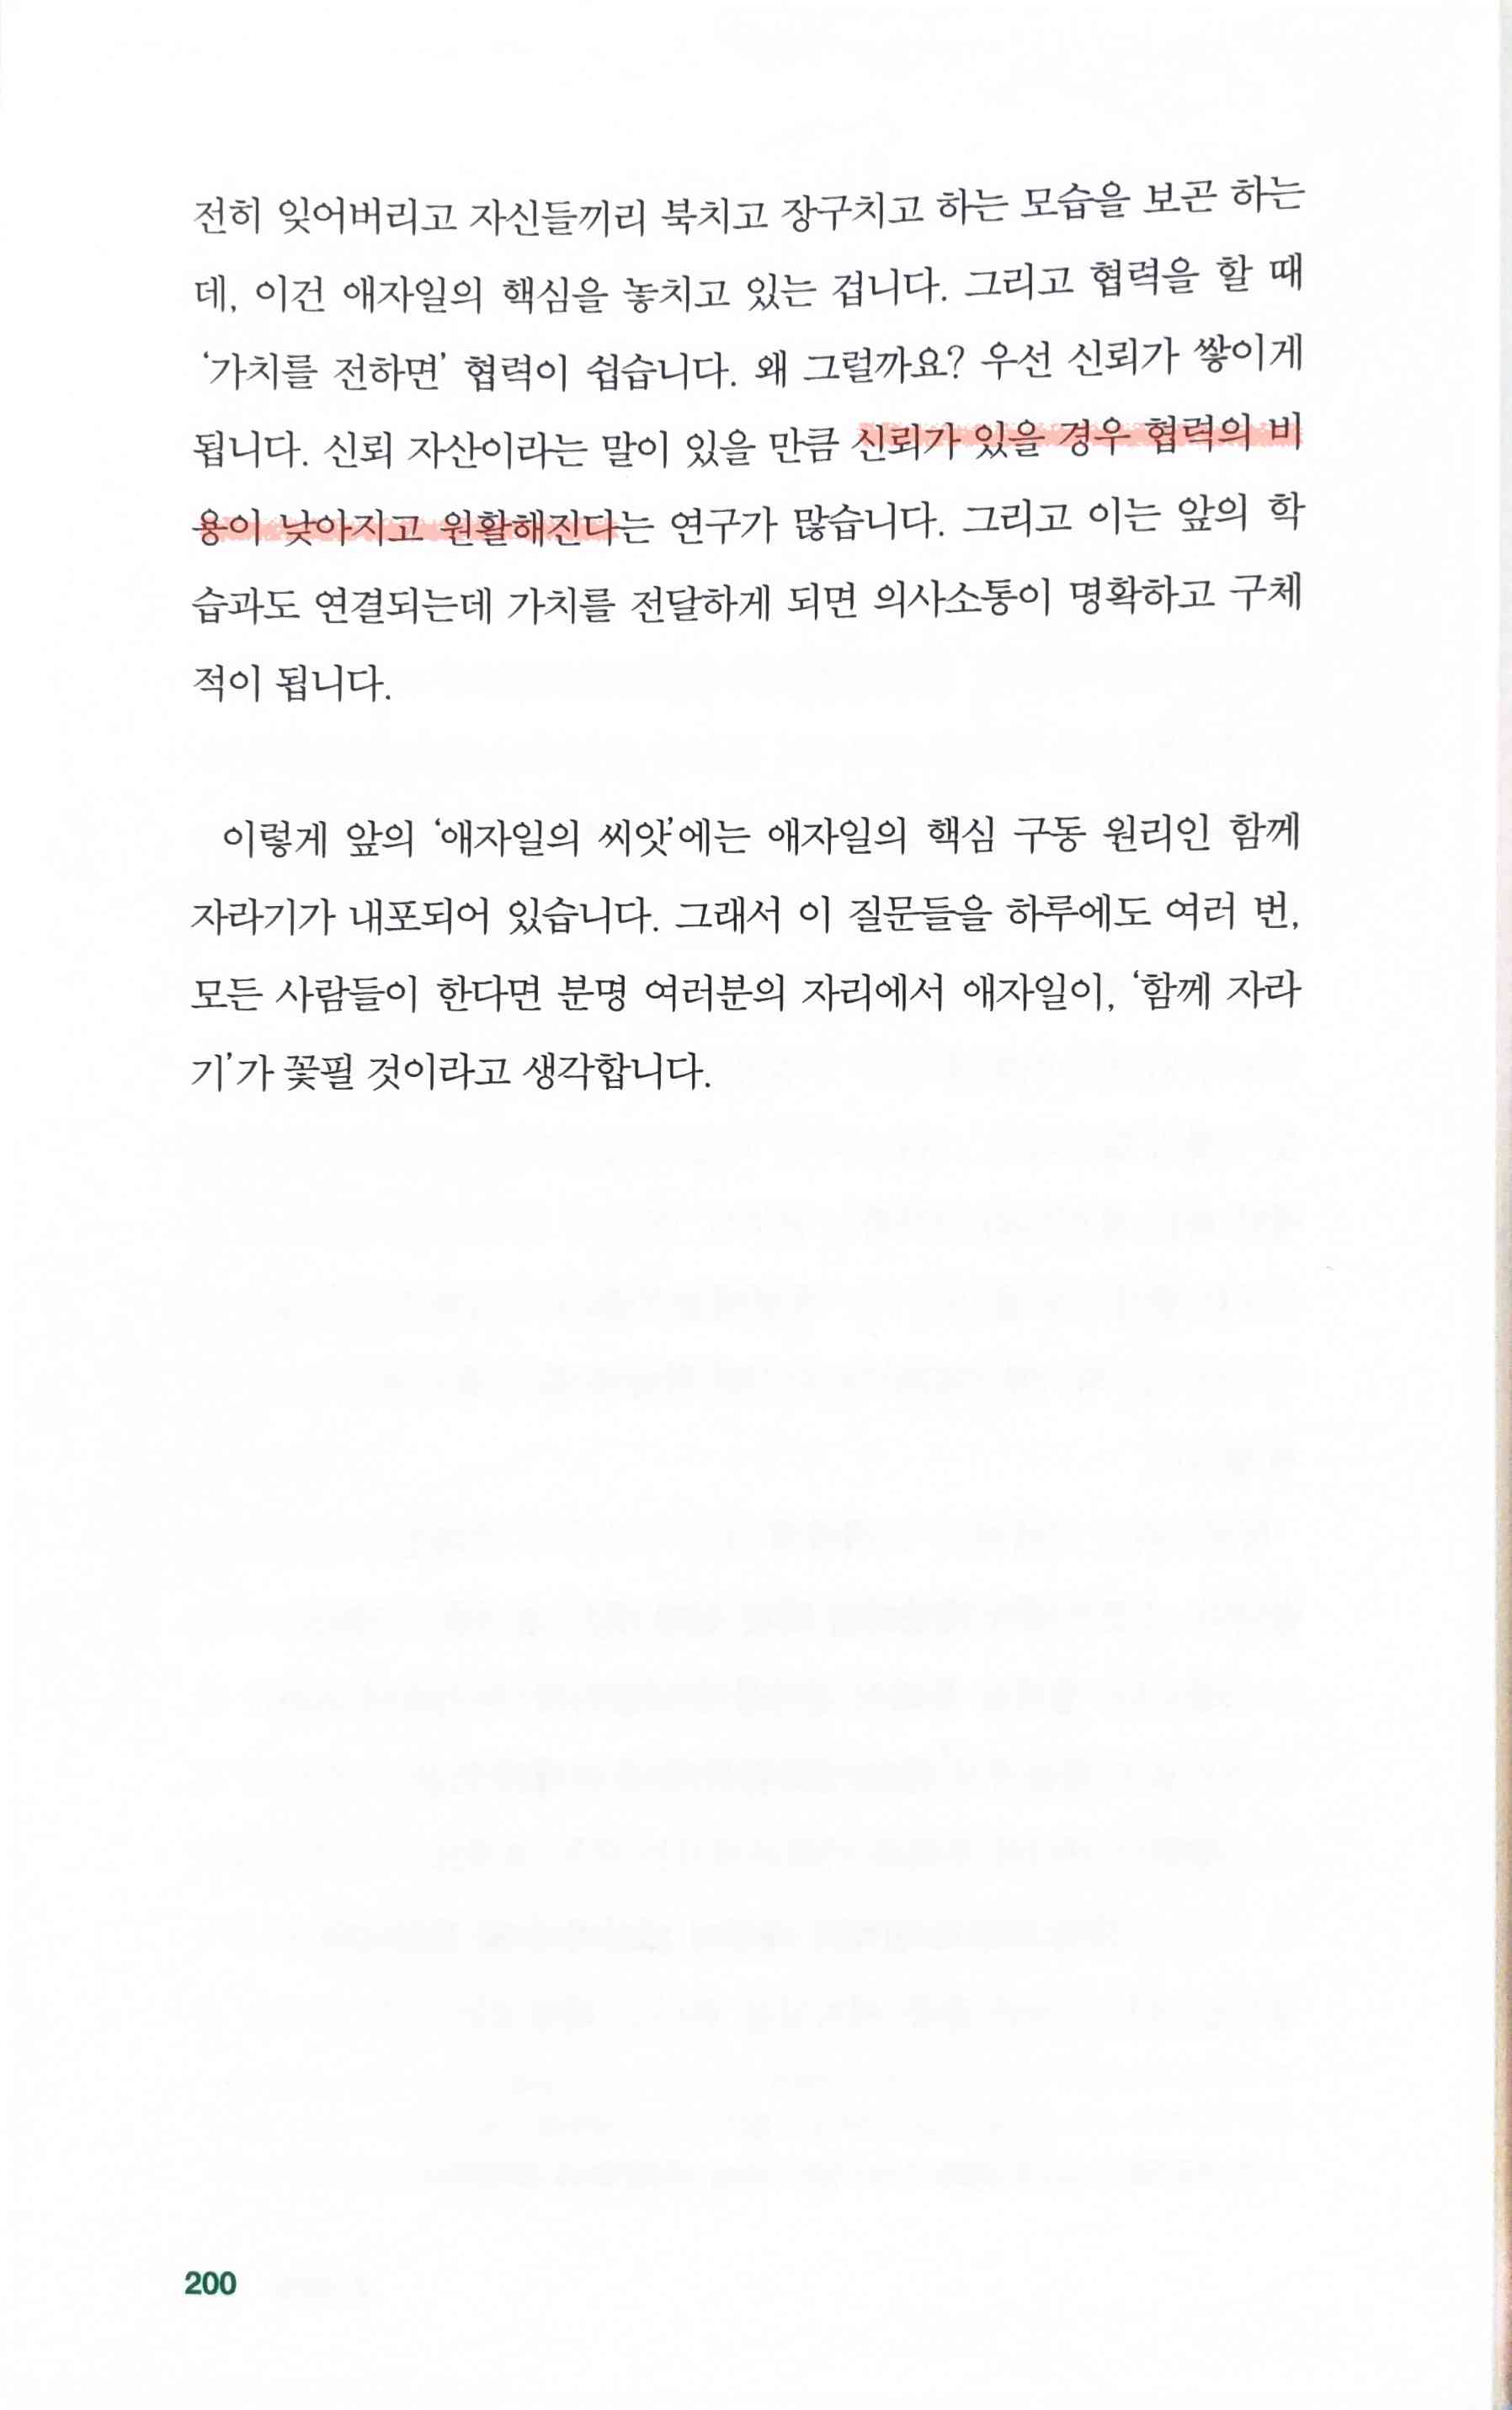 전히 잊어버리고 자신들끼리 북치고 장구치고 하는 모습을 보곤 하는
데, 이건 애자일의 핵심을 놓치고 있는 겁니다. 그리고 협력을 할 때
‘가치를 전하면’ 협력이 쉽습니다. 왜 그럴까요? 우선 신뢰가 쌓이게
됩니다. 신뢰 자산이라는 말이 있을 만큼 신뢰가 있을 경우 협력의 비
용이 낮아지고 원활해진다는 연구가 많습니다. 그리고 이는 앞의 학
습과도 연결되는데 가치를 전달하게 되면 의사소통이 명확하고 구체
적이 됩니다.
이렇게 앞의 ‘애자일의 씨앗’에는 애자일의 핵심 구동 원리인 함께
자라기가 내포되어 있습니다. 그래서 이 질문들을 하루에도 여러 번,
모든 사람들이 한다면 분명 여러분의 자리에서 애자일이, ‘함께 자라
기’가 꽃필 것이라고 생각합니다.
200